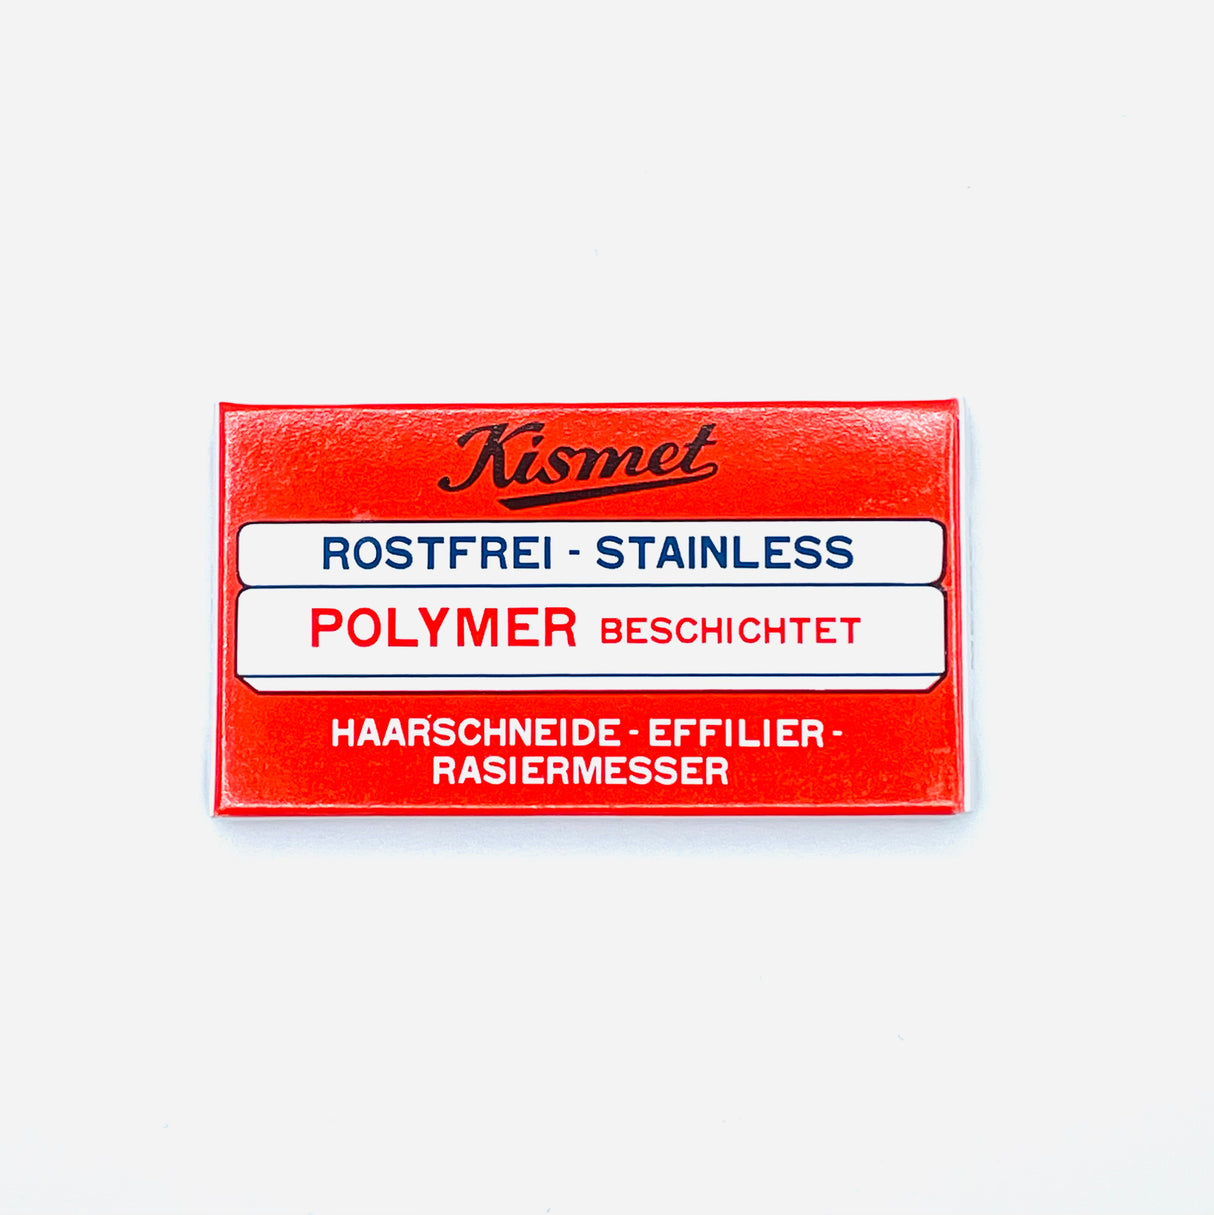 Kismet
ROSTFREI - STAINLESS
POLYMER BESCHICHTET
HAARSCHNEIDE - EFFILIER -
RASIERMESSER